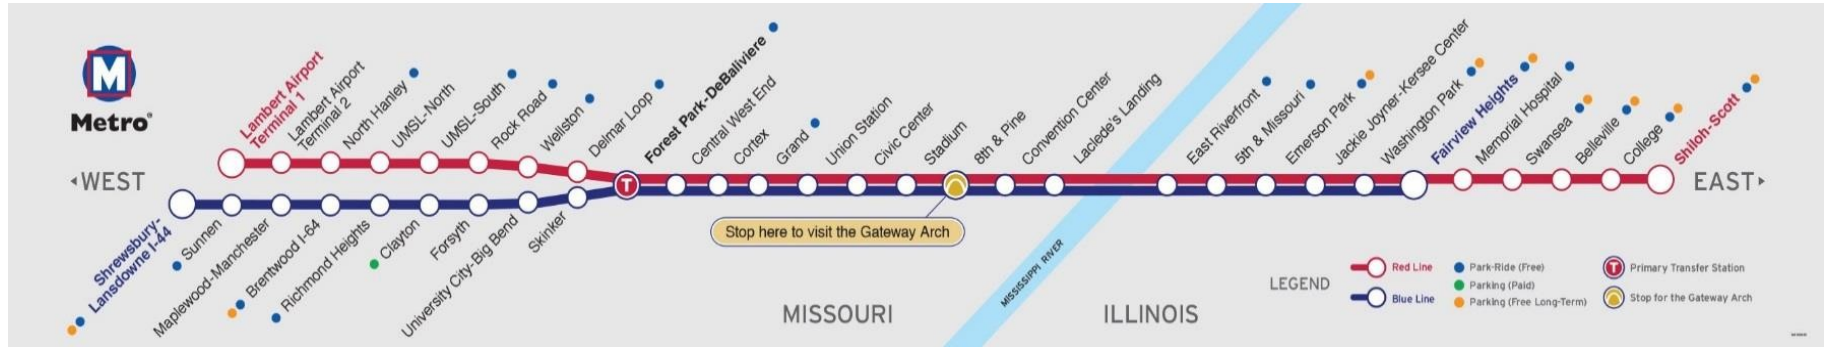 M
Metro
WEST
Lambert Airport
Terminal 1
Lambert Airport
Terminal 2
North Hanley
UMSL-North
UMSL-South
Rock Road
Wellston
Delmar Loop
Forest Park-DeBaliviere
Central West End
Cortex
Grand
Union Station
Civic Center
Stadium
8th & Pine
Convention Center
Laclede's Landing
East Riverfront
5th & Missouri
Emerson Park
Jackie Joyner-Kersee Center
Washington Park
Fairview Heights
Memorial Hospital
Swansea
Belleville
College
Shiloh-Scott
EAST
T
Shrewsbury-
Lansdowne I-44
Sunnen
Maplewood-Manchester
Brentwood I-64
Richmond Heights
Clayton
Forsyth
University City-Big Bend
Skinker
Stop here to visit the Gateway Arch
MISSISSIPPI RIVER
MISSOURI
ILLINOIS
LEGEND
Red Line
Blue Line
Park-Ride (Free)
Parking (Paid)
Parking (Free Long-Term)
T
Primary Transfer Station
Stop for the Gateway Arch